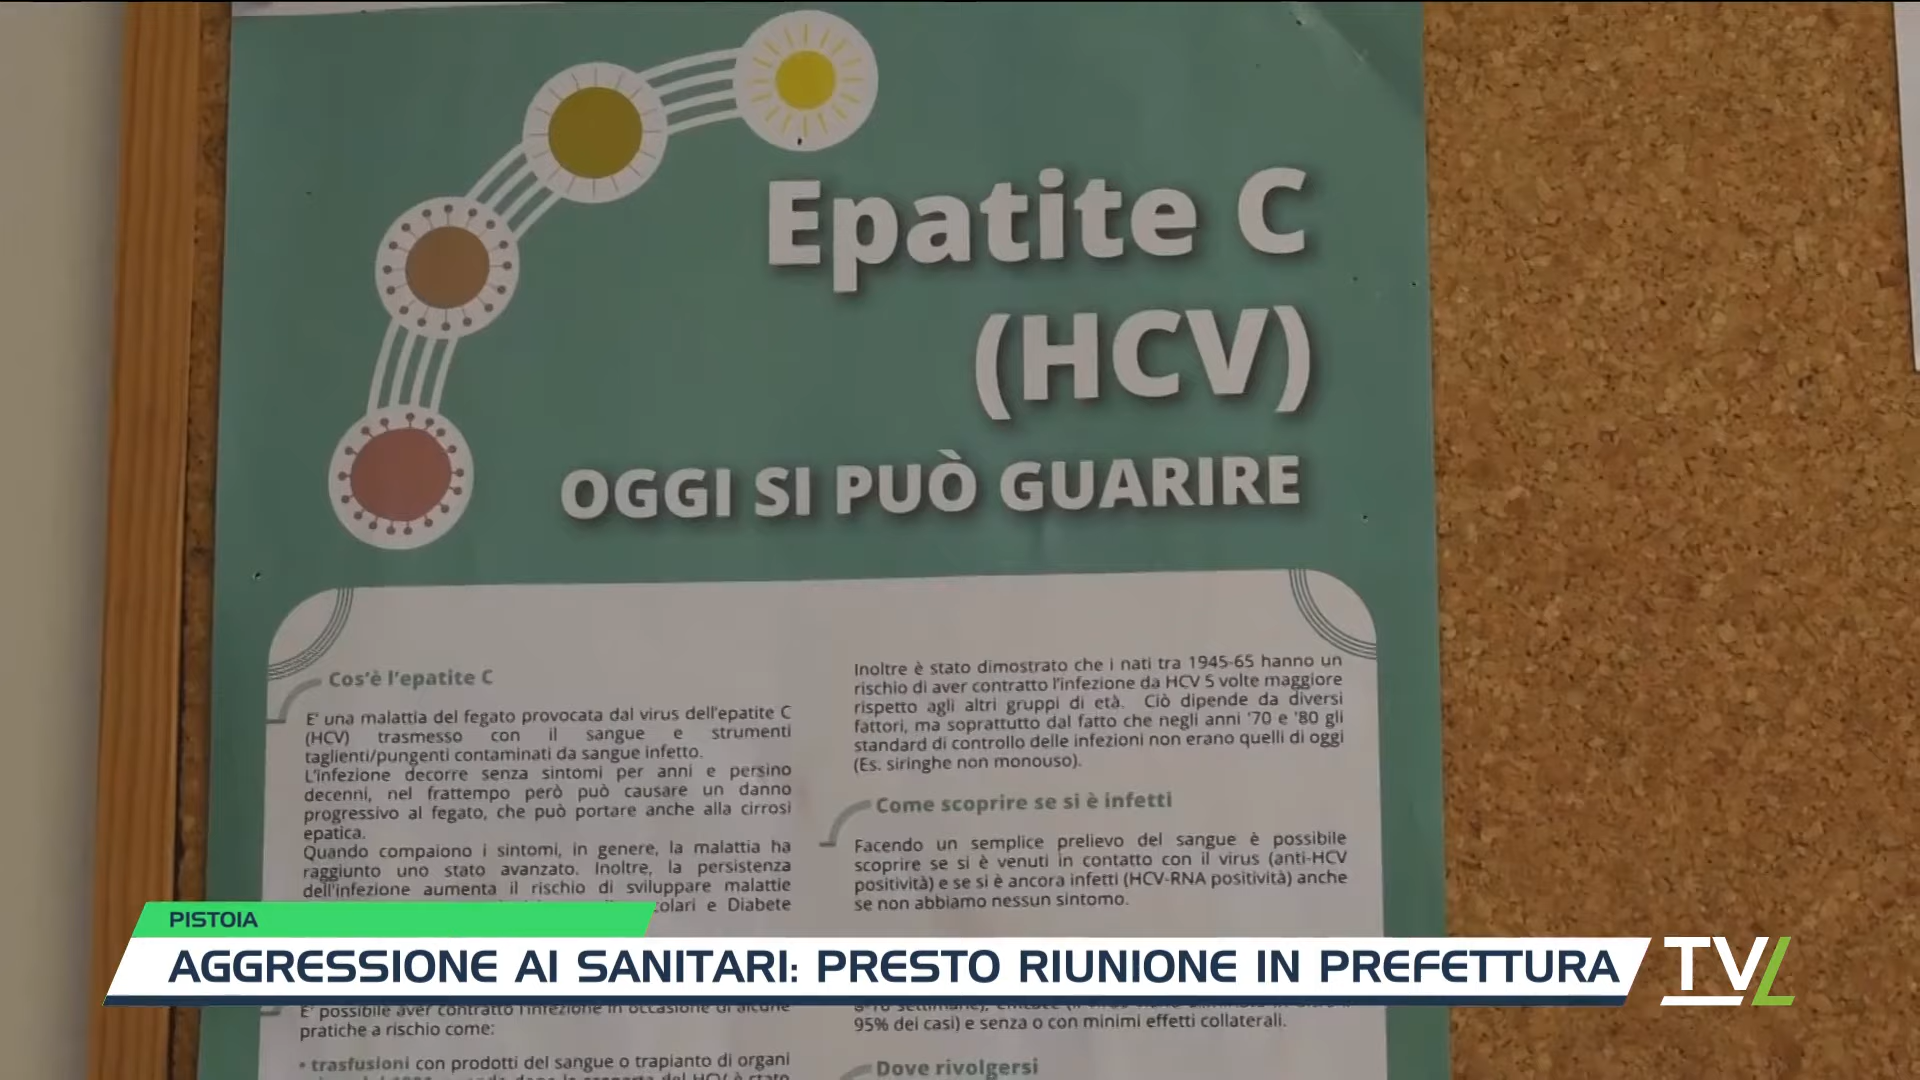 Epatite C
(HCV)
OGGI SI PUÒ GUARIRE
Cos'è l'epatite C
E' una malattia del fegato provocata dal virus dell'epatite C
(HCV) trasmesso con il sangue e strumenti
taglienti/pungenti contaminati da sangue infetto.
L'infezione decorre senza sintomi per anni e persino
decenni, nel frattempo però può causare un danno
progressivo al fegato, che può portare anche alla cirrosi
epatica.
Quando compaiono i sintomi, in genere, la malattia ha
raggiunto uno stato avanzato. Inoltre, la persistenza
dell'infezione aumenta il rischio di sviluppare malattie
e Diabete
E' possibile aver contratto l'infezione in occasione di alcune
pratiche a rischio come:
• trasfusioni con prodotti del sangue o trapianto di organi
Inoltre è stato dimostrato che i nati tra 1945-65 hanno un
rischio di aver contratto l'infezione da HCV 5 volte maggiore
rispetto agli altri gruppi di età. Ciò dipende da diversi
fattori, ma soprattutto dal fatto che negli anni '70 e '80 gli
standard di controllo delle infezioni non erano quelli di oggi
(Es. siringhe non monouso).
Come scoprire se si è infetti
Facendo un semplice prelievo del sangue è possibile
scoprire se si è venuti in contatto con il virus (anti-HCV
positività) e se si è ancora infetti (HCV-RNA positività) anche
se non abbiamo nessun sintomo.
95% dei casi) e senza o con minimi effetti collaterali.
Dove rivolgersi
PISTOIA
AGGRESSIONE AI SANITARI: PRESTO RIUNIONE IN PREFETTURA
TVL